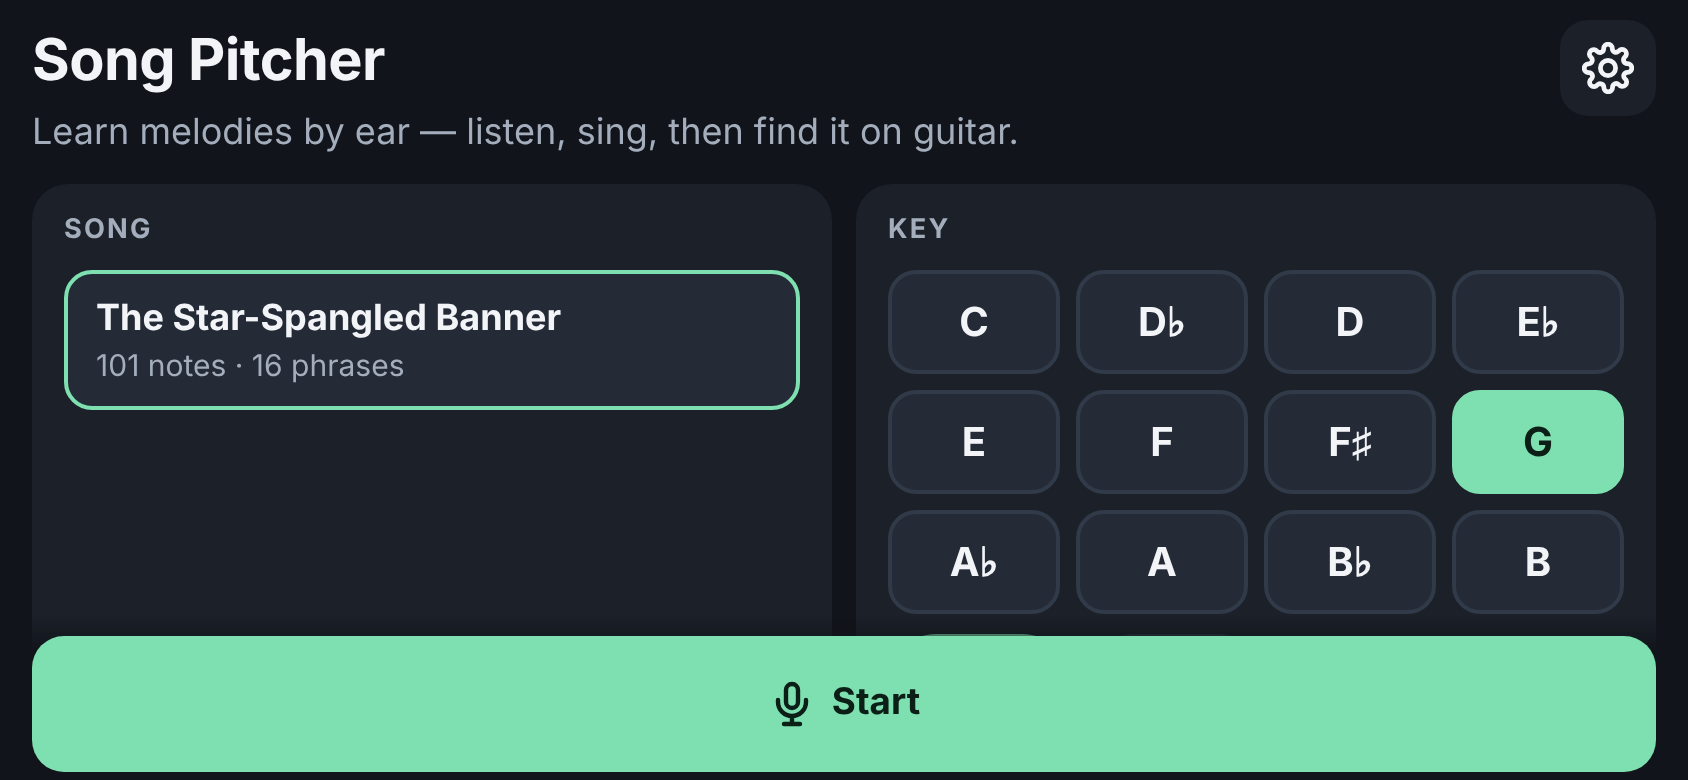 Song Pitcher
Learn melodies by ear — listen, sing, then find it on guitar.
SONG
The Star-Spangled Banner
101 notes · 16 phrases
KEY
C D♭ D E♭
E F F♯ G
A♭ A B♭ B
Start